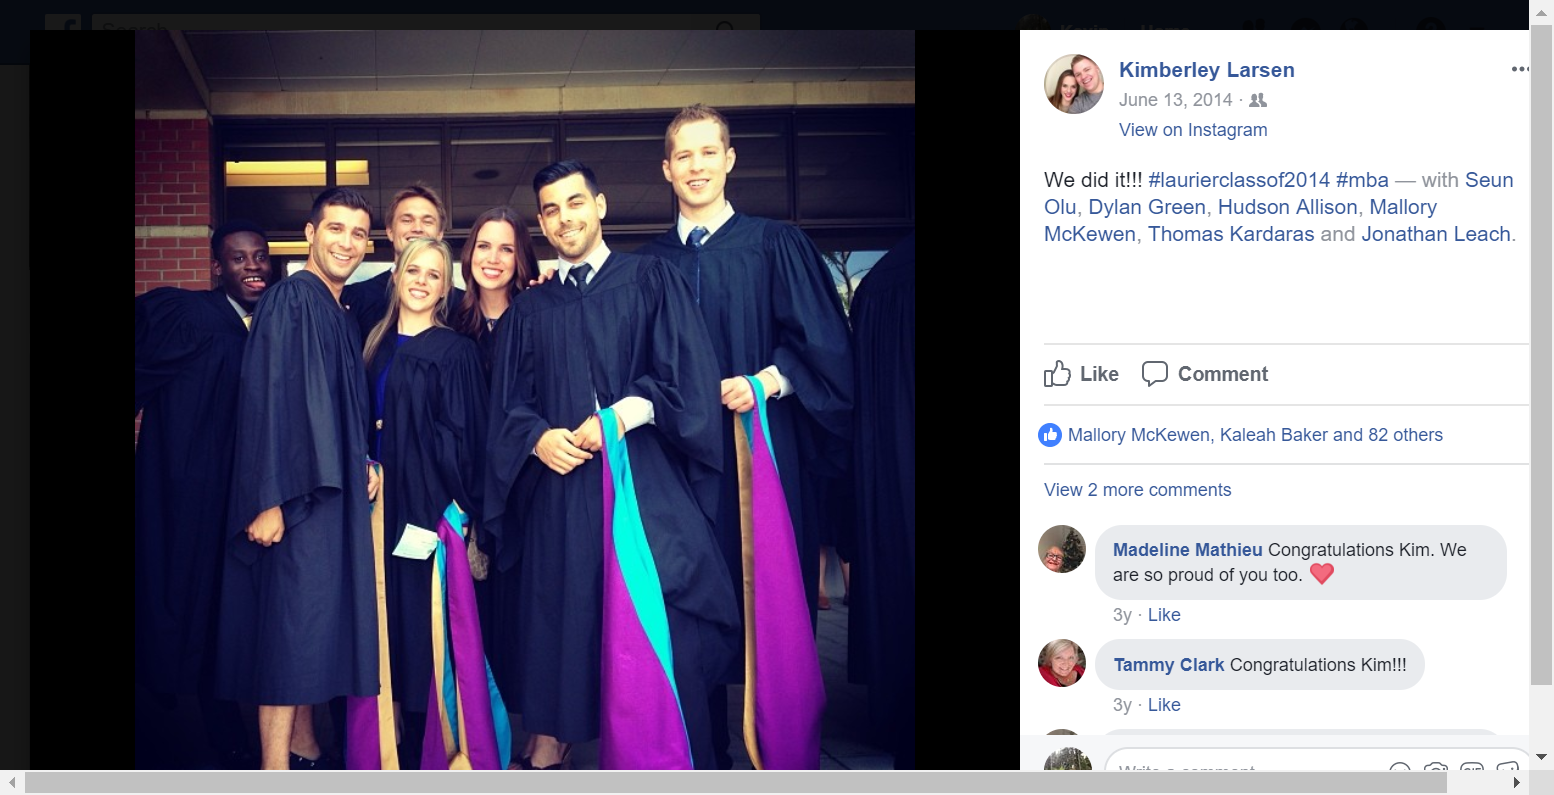 Search
Kimberley Larsen
June 13, 2014 ·
View on Instagram
We did it!!! #laurierclassof2014 #mba — with Seun
Olu, Dylan Green, Hudson Allison, Mallory
McKewen, Thomas Kardaras and Jonathan Leach.
Like Comment
Mallory McKewen, Kaleah Baker and 82 others
View 2 more comments
Madeline Mathieu Congratulations Kim. We
are so proud of you too.
3y · Like
Tammy Clark Congratulations Kim!!!
3y · Like
Write a comment